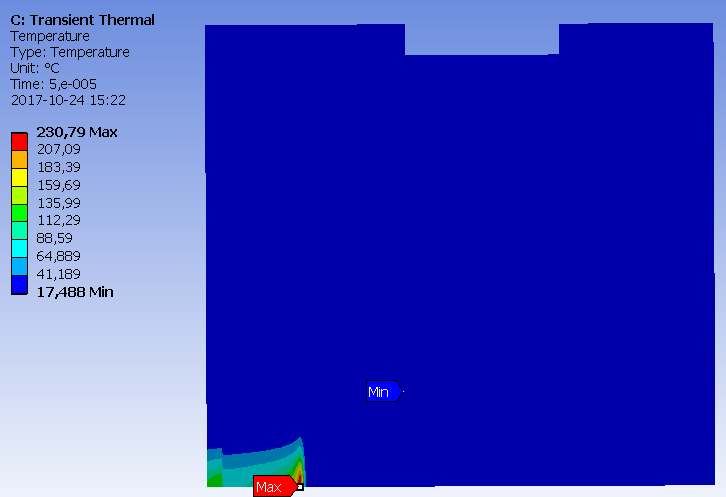 C: Transient Thermal
Temperature
Type: Temperature
Unit: °C
Time: 5,e-005
2017-10-24 15:22
230,79 Max
207,09
183,39
159,69
135,99
112,29
88,59
64,889
41,189
17,488 Min
Min
Max